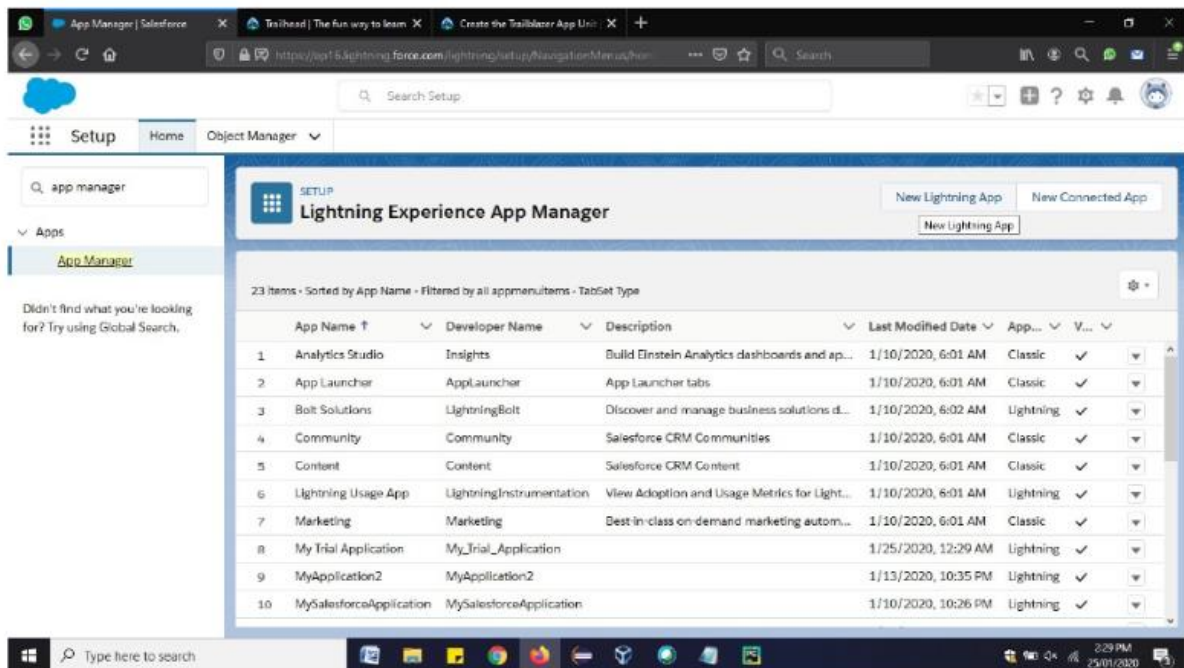 App Manager | Salesforce
Trailhead | The fun way to learn
Create the Trailblazer App Unit
https://ap16.lightning.force.com/lightning/setup/NavigationMenus/hom
Search
Search Setup
Setup
Home
Object Manager
app manager
Apps
App Manager
Didn't find what you're looking
for? Try using Global Search.
SETUP
Lightning Experience App Manager
New Lightning App
New Connected App
New Lightning App
23 items • Sorted by App Name • Filtered by all appmenuitems - TabSet Type
App Name Developer Name Description Last Modified Date App... V...
1 Analytics Studio Insights Build Einstein Analytics dashboards and ap... 1/10/2020, 6:01 AM Classic
2 App Launcher AppLauncher App Launcher tabs 1/10/2020, 6:01 AM Classic
3 Bolt Solutions LightningBolt Discover and manage business solutions d... 1/10/2020, 6:02 AM Lightning
4 Community Community Salesforce CRM Communities 1/10/2020, 6:01 AM Classic
5 Content Content Salesforce CRM Content 1/10/2020, 6:01 AM Classic
6 Lightning Usage App LightningInstrumentation View Adoption and Usage Metrics for Light... 1/10/2020, 6:01 AM Lightning
7 Marketing Marketing Best-in-class on-demand marketing autom... 1/10/2020, 6:01 AM Classic
8 My Trial Application My_Trial_Application 1/25/2020, 12:29 AM Lightning
9 MyApplication2 MyApplication2 1/13/2020, 10:35 PM Lightning
10 MySalesforceApplication MySalesforceApplication 1/10/2020, 10:26 PM Lightning
Type here to search
2:29 PM
25/01/2020